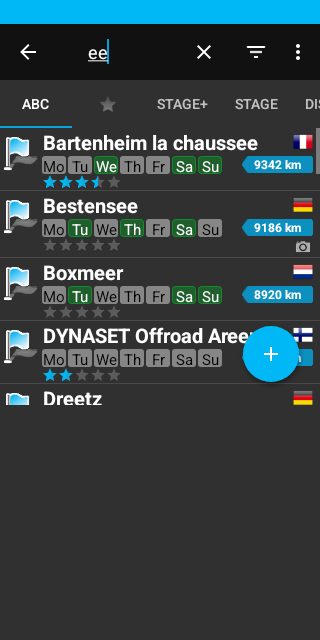 ee
ABC
STAGE+
STAGE
DIS
Bartenheim la chaussee
Mo Tu We Th Fr Sa Su
9342 km
Bestensee
Mo Tu We Th Fr Sa Su
9186 km
Boxmeer
Mo Tu We Th Fr Sa Su
8920 km
DYNASET Offroad Areen
Mo Tu We Th Fr Sa Su
Dreetz